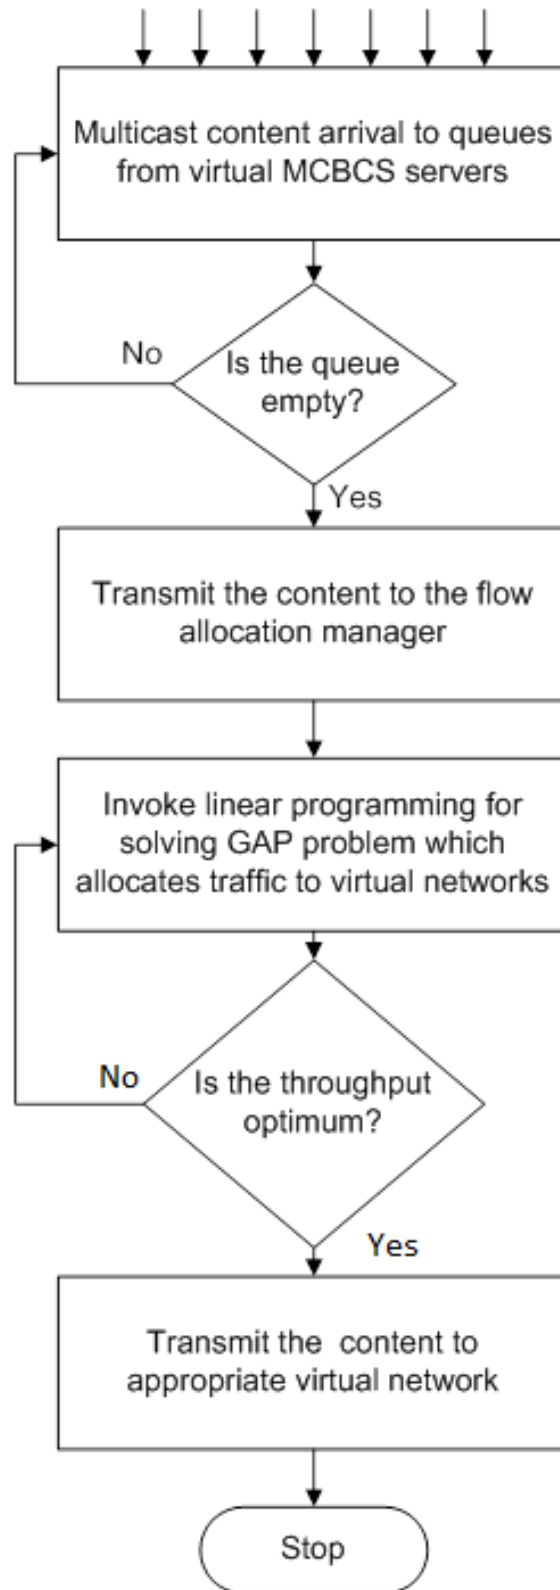 Multicast content arrival to queues
from virtual MCBCS servers
No
Is the queue
empty?
Yes
Transmit the content to the flow
allocation manager
Invoke linear programming for
solving GAP problem which
allocates traffic to virtual networks
No
Is the throughput
optimum?
Yes
Transmit the content to
appropriate virtual network
Stop